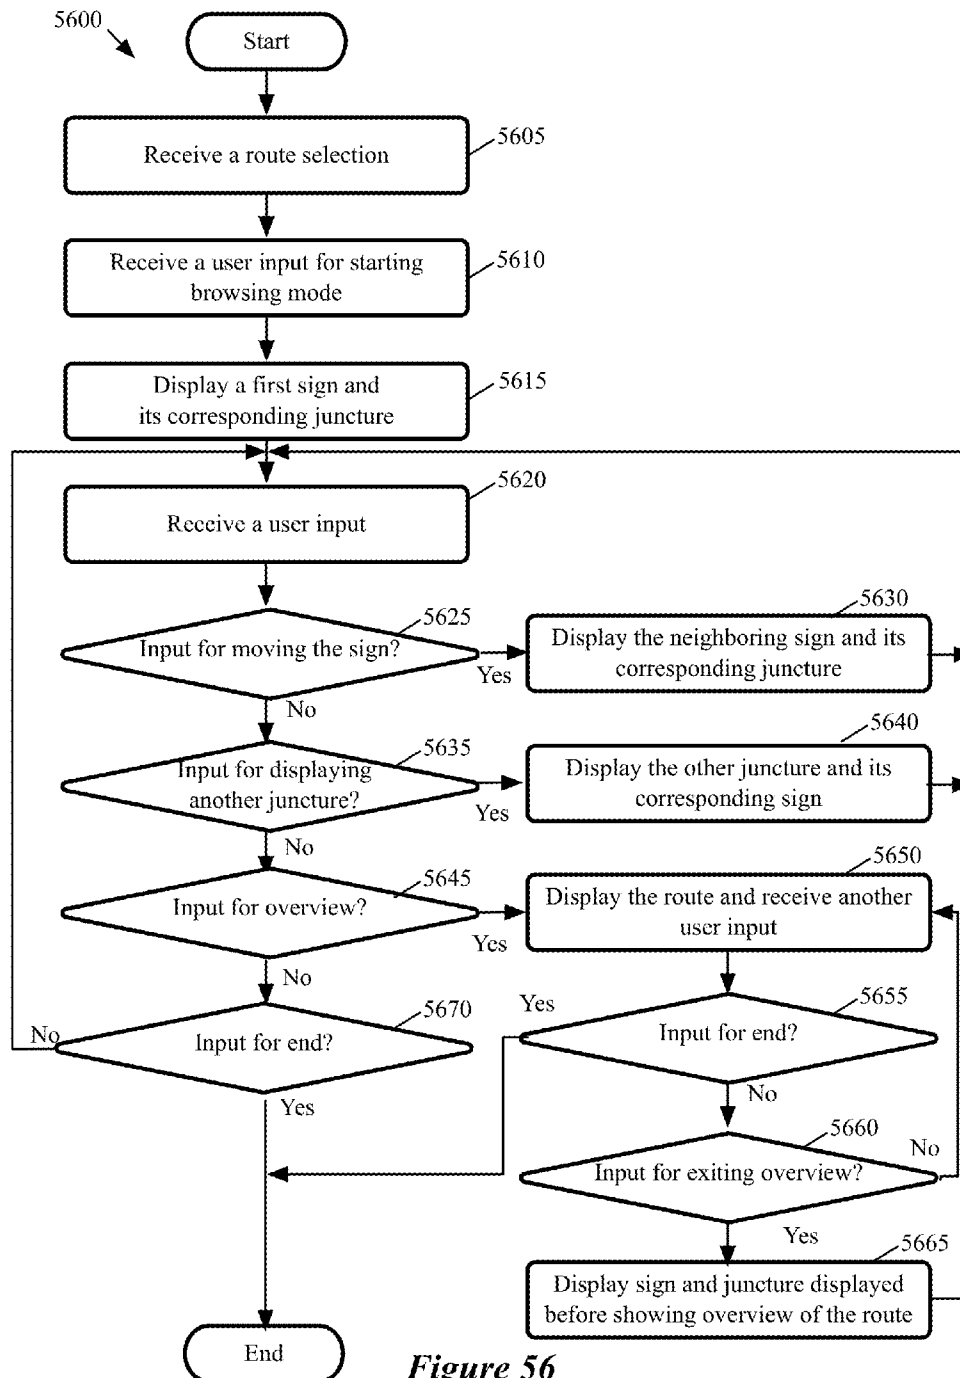 5600
Start
5605
Receive a route selection
5610
Receive a user input for starting
browsing mode
5615
Display a first sign and
its corresponding juncture
5620
Receive a user input
5625
Input for moving the sign?
Yes
No
5630
Display the neighboring sign and its
corresponding juncture
5635
Input for displaying
another juncture?
Yes
No
5640
Display the other juncture and its
corresponding sign
5645
Input for overview?
Yes
No
5650
Display the route and receive another
user input
5670
Input for end?
No
Yes
5655
Input for end?
Yes
No
5660
Input for exiting overview?
No
Yes
5665
Display sign and juncture displayed
before showing overview of the route
End
Figure 56